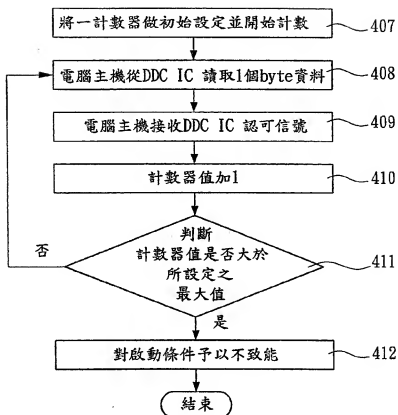 將一計數器做初始設定並開始計數
407
電腦主機從DDC IC 讀取1個byte資料
408
電腦主機接收DDC IC 認可信號
409
計數器值加1
410
判斷
計數器值是否大於
所設定之
最大值
411
否
是
對啟動條件予以不致能
412
結束